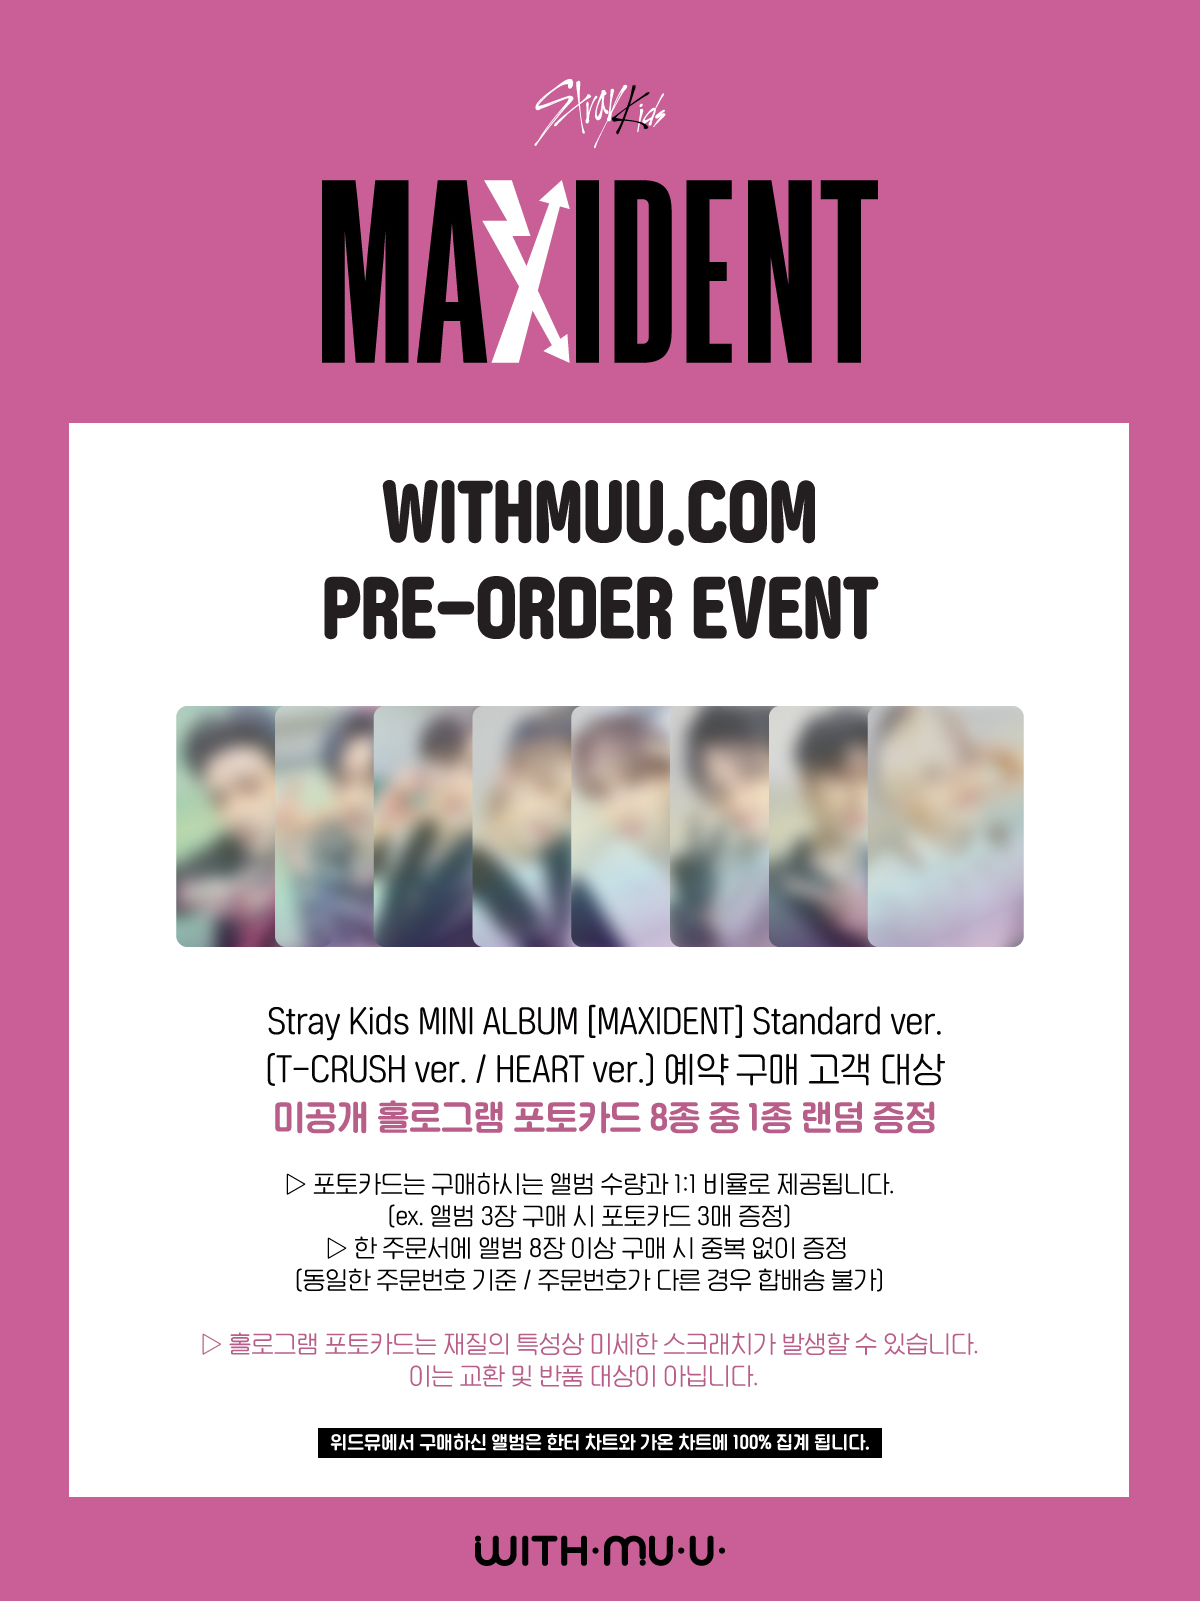 Stray Kids
MAXIDENT
WITHMUU.COM
PRE-ORDER EVENT
Stray Kids MINI ALBUM [MAXIDENT] Standard ver.
(T-CRUSH ver. / HEART ver.) 예약 구매 고객 대상
미공개 홀로그램 포토카드 8종 중 1종 랜덤 증정
▷ 포토카드는 구매하시는 앨범 수량과 1:1 비율로 제공됩니다.
(ex. 앨범 3장 구매 시 포토카드 3매 증정)
▷ 한 주문서에 앨범 8장 이상 구매 시 중복 없이 증정
(동일한 주문번호 기준 / 주문번호가 다른 경우 합배송 불가)
▷ 홀로그램 포토카드는 재질의 특성상 미세한 스크래치가 발생할 수 있습니다.
이는 교환 및 반품 대상이 아닙니다.
위드뮤에서 구매하신 앨범은 한터 차트와 가온 차트에 100% 집계 됩니다.
WITH·MU·U·